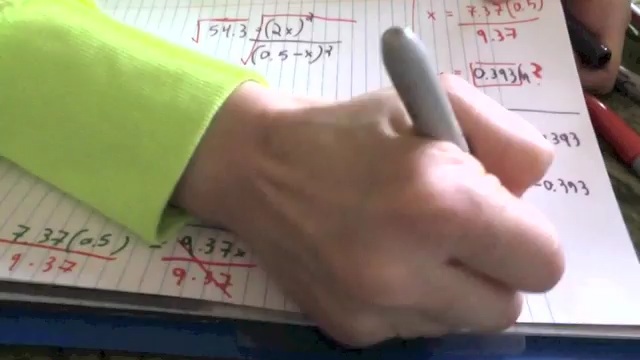 √54.3 = √(2x)²
√(0.5-x)²
x = 7.37(0.5)
9.37
= 0.393
.393
-0.393
7.37(0.5) = 9.37x
9.37 9.37